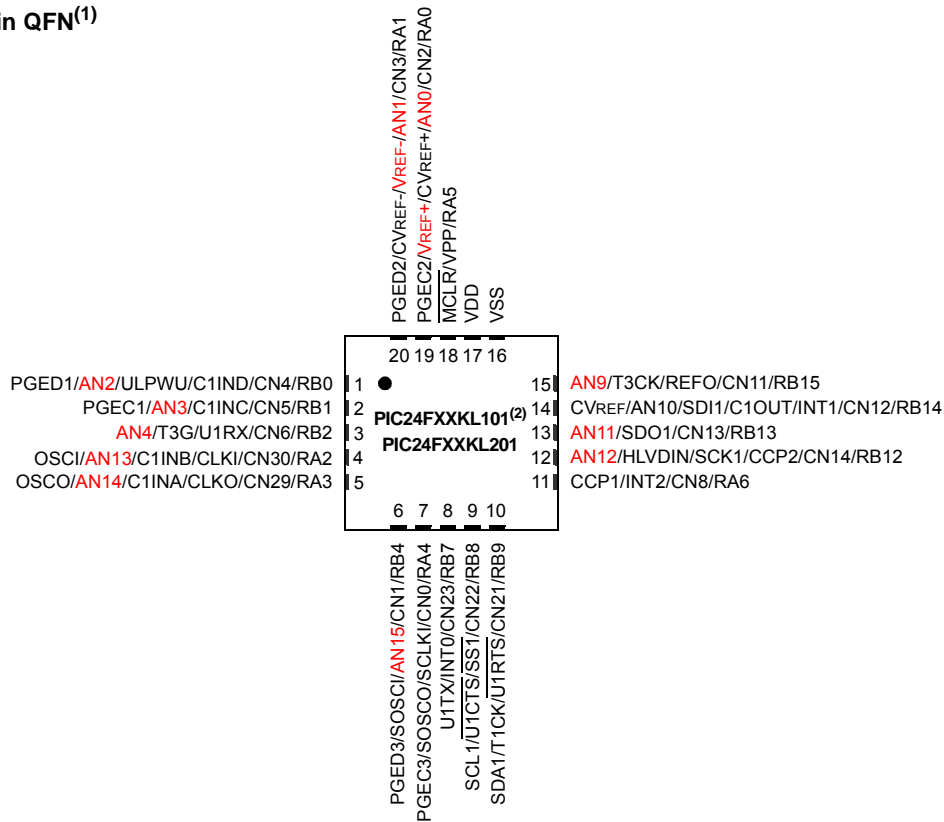 in QFN(1)
PGED2/CVREF-/VREF-/AN1/CN3/RA1
PGEC2/VREF+/CVREF+/AN0/CN2/RA0
MCLR/VPP/RA5
VDD
VSS
20 19 18 17 16
PGED1/AN2/ULPWU/C1IND/CN4/RB0 1
PGEC1/AN3/C1INC/CN5/RB1 2
AN4/T3G/U1RX/CN6/RB2 3
OSCI/AN13/C1INB/CLKI/CN30/RA2 4
OSCO/AN14/C1INA/CLKO/CN29/RA3 5
PIC24FXXKL101(2)
PIC24FXXKL201
15 AN9/T3CK/REFO/CN11/RB15
14 CVREF/AN10/SDI1/C1OUT/INT1/CN12/RB14
13 AN11/SDO1/CN13/RB13
12 AN12/HLVDIN/SCK1/CCP2/CN14/RB12
11 CCP1/INT2/CN8/RA6
6 7 8 9 10
PGED3/SOSCI/AN15/CN1/RB4
PGEC3/SOSCO/SCLKI/CN0/RA4
U1TX/INT0/CN23/RB7
SCL1/U1CTS/SS1/CN22/RB8
SDA1/T1CK/U1RTS/CN21/RB9